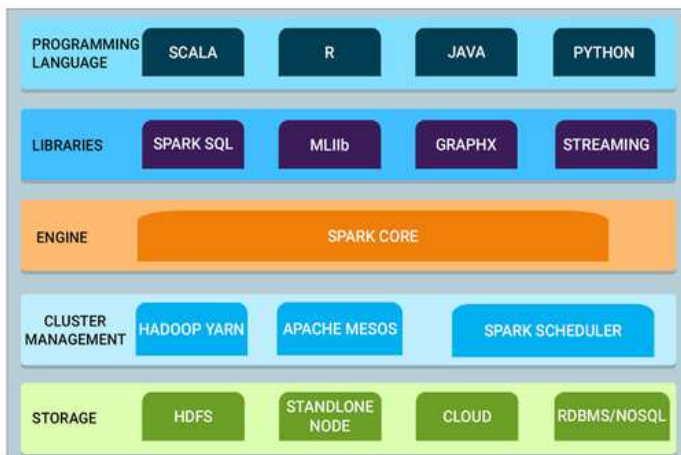 PROGRAMMING
LANGUAGE
SCALA
R
JAVA
PYTHON
LIBRARIES
SPARK SQL
MLIIb
GRAPHX
STREAMING
ENGINE
SPARK CORE
CLUSTER
MANAGEMENT
HADOOP YARN
APACHE MESOS
SPARK SCHEDULER
STORAGE
HDFS
STANDLONE
NODE
CLOUD
RDBMS/NOSQL